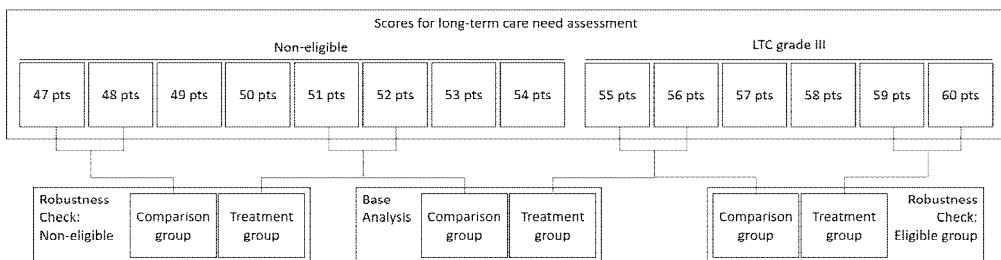 Scores for long-term care need assessment
Non-eligible
LTC grade III
47 pts
48 pts
49 pts
50 pts
51 pts
52 pts
53 pts
54 pts
55 pts
56 pts
57 pts
58 pts
59 pts
60 pts
Robustness
Check:
Non-eligible
Comparison
group
Treatment
group
Base
Analysis
Comparison
group
Treatment
group
Comparison
group
Treatment
group
Robustness
Check:
Eligible group